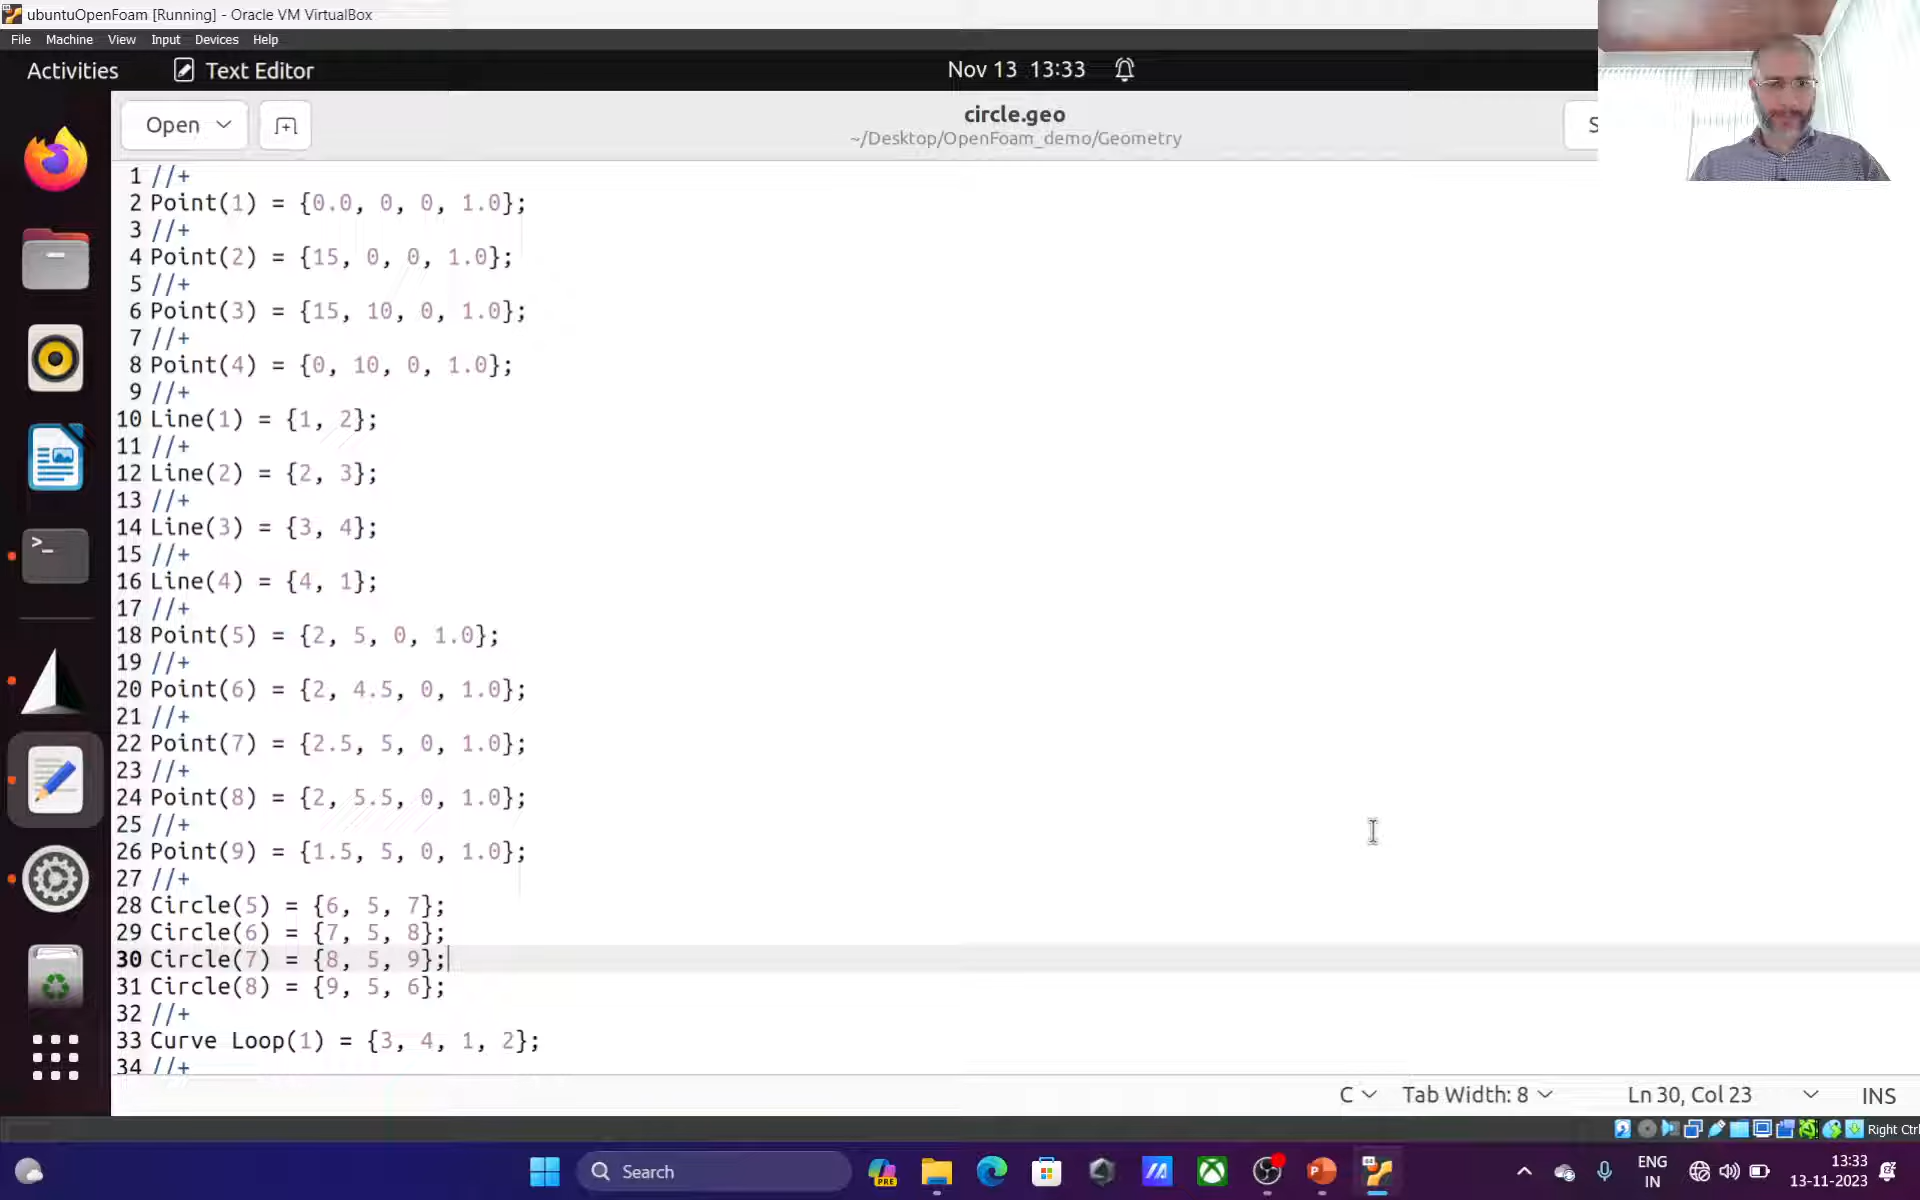 ubuntuOpenFoam [Running] - Oracle VM VirtualBox
File Machine View Input Devices Help
Activities Text Editor Nov 13 13:33
Open
circle.geo
~/Desktop/OpenFoam_demo/Geometry
1 //+
2 Point(1) = {0.0, 0, 0, 1.0};
3 //+
4 Point(2) = {15, 0, 0, 1.0};
5 //+
6 Point(3) = {15, 10, 0, 1.0};
7 //+
8 Point(4) = {0, 10, 0, 1.0};
9 //+
10 Line(1) = {1, 2};
11 //+
12 Line(2) = {2, 3};
13 //+
14 Line(3) = {3, 4};
15 //+
16 Line(4) = {4, 1};
17 //+
18 Point(5) = {2, 5, 0, 1.0};
19 //+
20 Point(6) = {2, 4.5, 0, 1.0};
21 //+
22 Point(7) = {2.5, 5, 0, 1.0};
23 //+
24 Point(8) = {2, 5.5, 0, 1.0};
25 //+
26 Point(9) = {1.5, 5, 0, 1.0};
27 //+
28 Circle(5) = {6, 5, 7};
29 Circle(6) = {7, 5, 8};
30 Circle(7) = {8, 5, 9};
31 Circle(8) = {9, 5, 6};
32 //+
33 Curve Loop(1) = {3, 4, 1, 2};
34 //+
C Tab Width: 8 Ln 30, Col 23 INS
Right Ctrl
Search
PRE
ENG
IN
13:33
13-11-2023